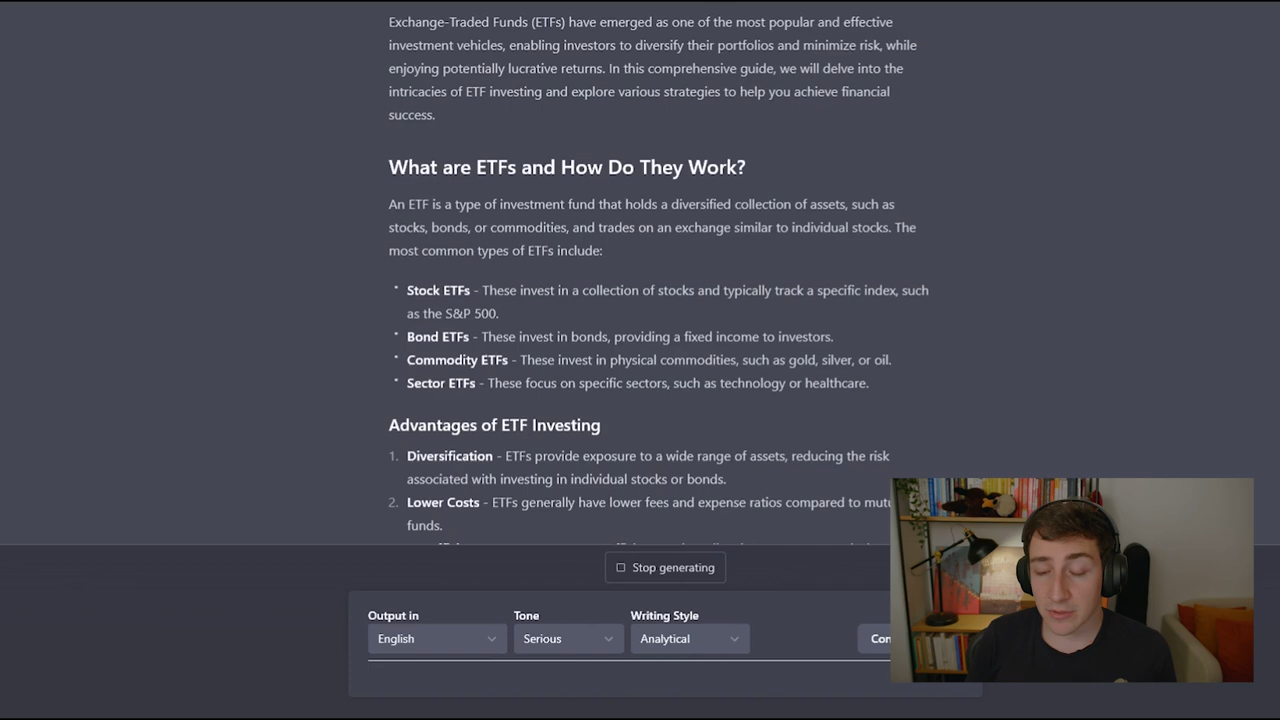 Exchange-Traded Funds (ETFs) have emerged as one of the most popular and effective
investment vehicles, enabling investors to diversify their portfolios and minimize risk, while
enjoying potentially lucrative returns. In this comprehensive guide, we will delve into the
intricacies of ETF investing and explore various strategies to help you achieve financial
success.
What are ETFs and How Do They Work?
An ETF is a type of investment fund that holds a diversified collection of assets, such as
stocks, bonds, or commodities, and trades on an exchange similar to individual stocks. The
most common types of ETFs include:
• Stock ETFs - These invest in a collection of stocks and typically track a specific index, such
as the S&P 500.
• Bond ETFs - These invest in bonds, providing a fixed income to investors.
• Commodity ETFs - These invest in physical commodities, such as gold, silver, or oil.
• Sector ETFs - These focus on specific sectors, such as technology or healthcare.
Advantages of ETF Investing
1. Diversification - ETFs provide exposure to a wide range of assets, reducing the risk
associated with investing in individual stocks or bonds.
2. Lower Costs - ETFs generally have lower fees and expense ratios compared to mutu
funds.
Stop generating
Output in Tone Writing Style
English Serious Analytical Con